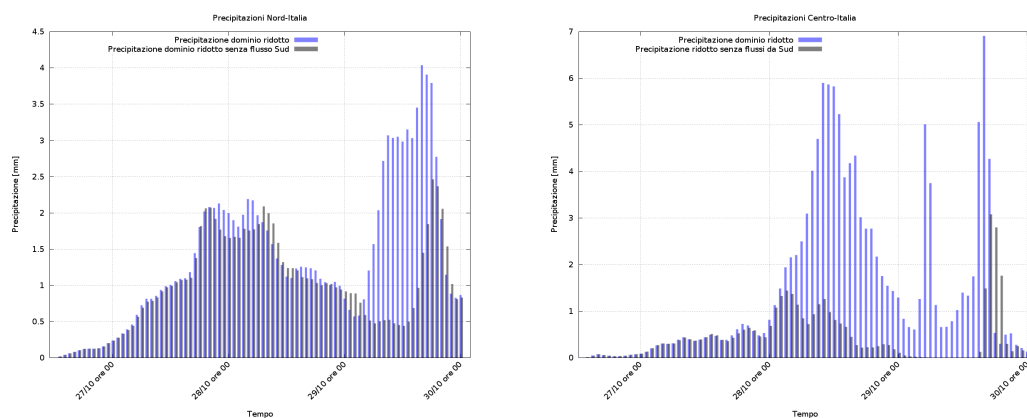 Precipitazioni Nord-Italia
Precipitazione dominio ridotto
Precipitazione dominio ridotto senza flusso Sud
Precipitazione [mm]
4.5
4
3.5
3
2.5
2
1.5
1
0.5
0
27/10 ore 00
28/10 ore 00
29/10 ore 00
30/10 ore 00
Tempo
Precipitazioni Centro-Italia
Precipitazione dominio ridotto
Precipitazione ridotto senza flussi da Sud
Precipitazione [mm]
7
6
5
4
3
2
1
0
27/10 ore 00
28/10 ore 00
29/10 ore 00
30/10 ore 00
Tempo